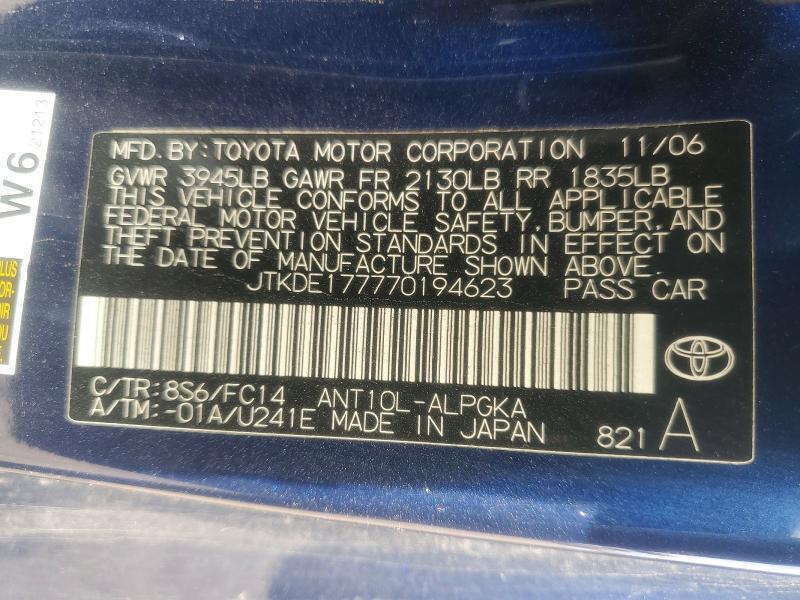 MFD. BY: TOYOTA MOTOR CORPORATION 11/06
GVWR 3945LB GAWR FR 2130LB RR 1835LB
THIS VEHICLE CONFORMS TO ALL APPLICABLE
FEDERAL MOTOR VEHICLE SAFETY, BUMPER, AND
THEFT PREVENTION STANDARDS IN EFFECT ON
THE DATE OF MANUFACTURE SHOWN ABOVE.
JTKDE177770194623 PASS CAR
C/TR: 8S6/FC14 ANT10L-ALPGKA
A/TM: -01A/U241E MADE IN JAPAN
821 A
W6
21213